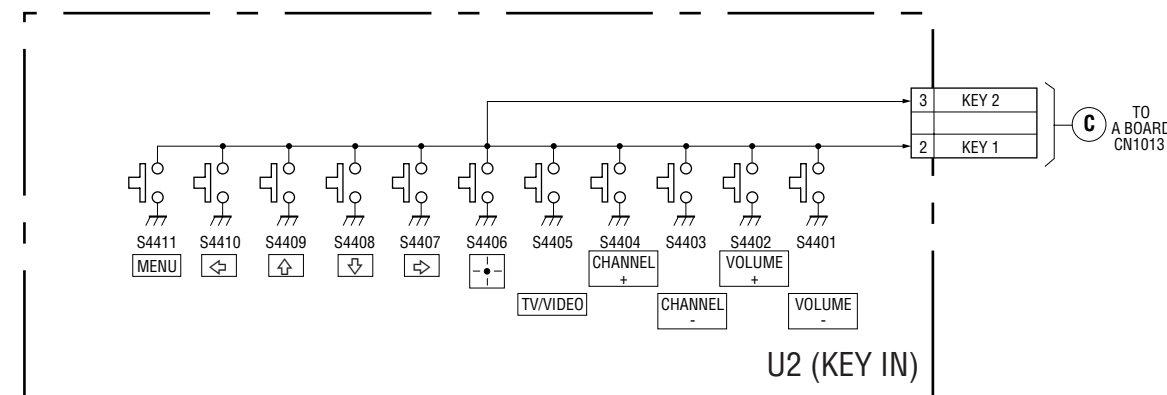 3 KEY 2
2 KEY 1
C
TO
A BOARD
CN1013
S4411 S4410 S4409 S4408 S4407 S4406 S4405 S4404 S4403 S4402 S4401
MENU
CHANNEL
+
VOLUME
+
TV/VIDEO
CHANNEL
-
VOLUME
-
U2 (KEY IN)